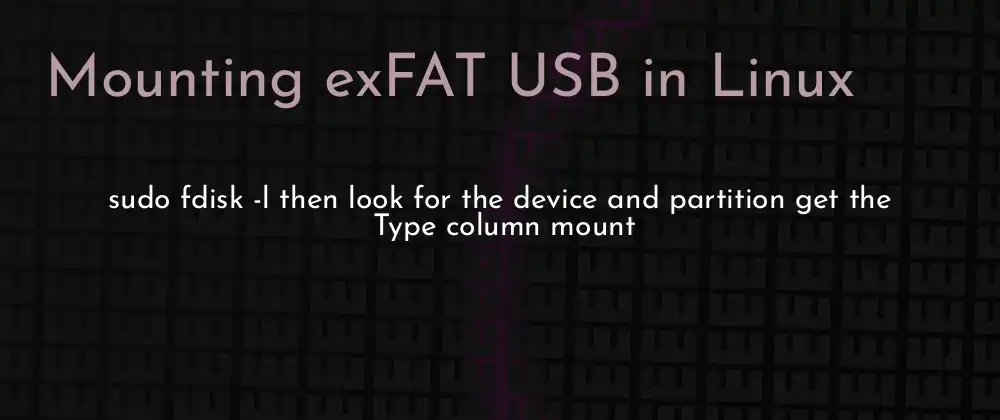 Mounting exFAT USB in Linux
sudo fdisk -l then look for the device and partition get the
Type column mount